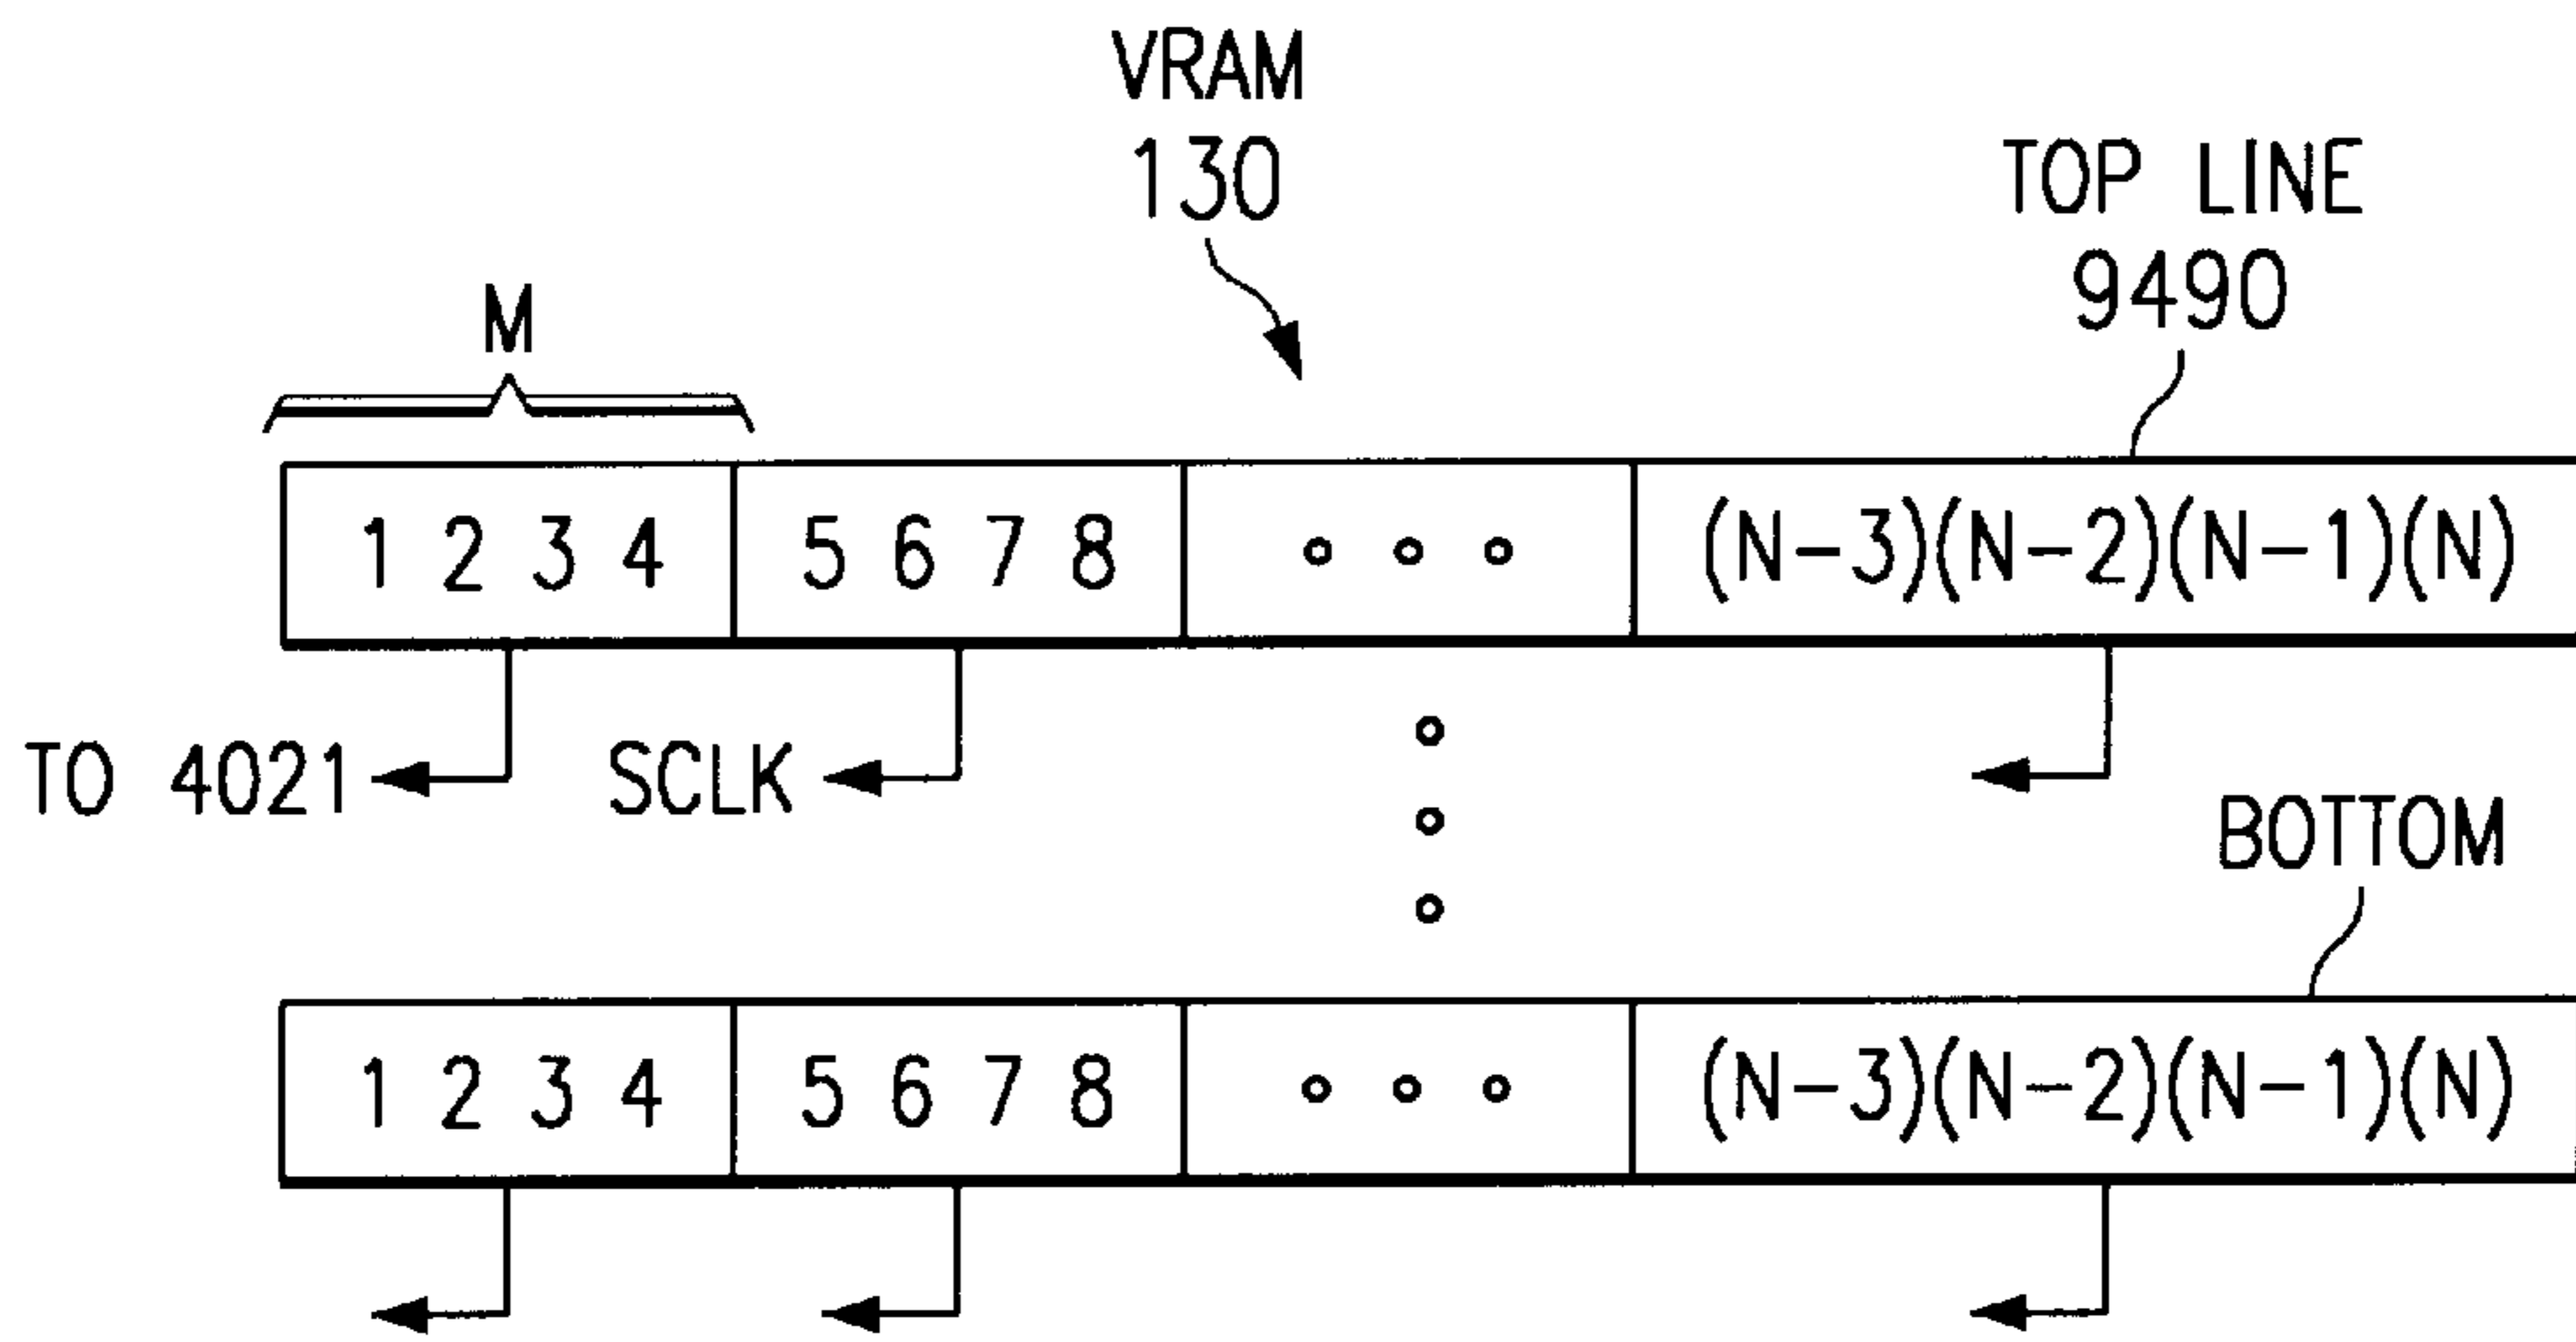 VRAM
130
TOP LINE
9490
M
1 2 3 4 5 6 7 8 (N-3)(N-2)(N-1)(N)
TO 4021 SCLK
BOTTOM
1 2 3 4 5 6 7 8 (N-3)(N-2)(N-1)(N)